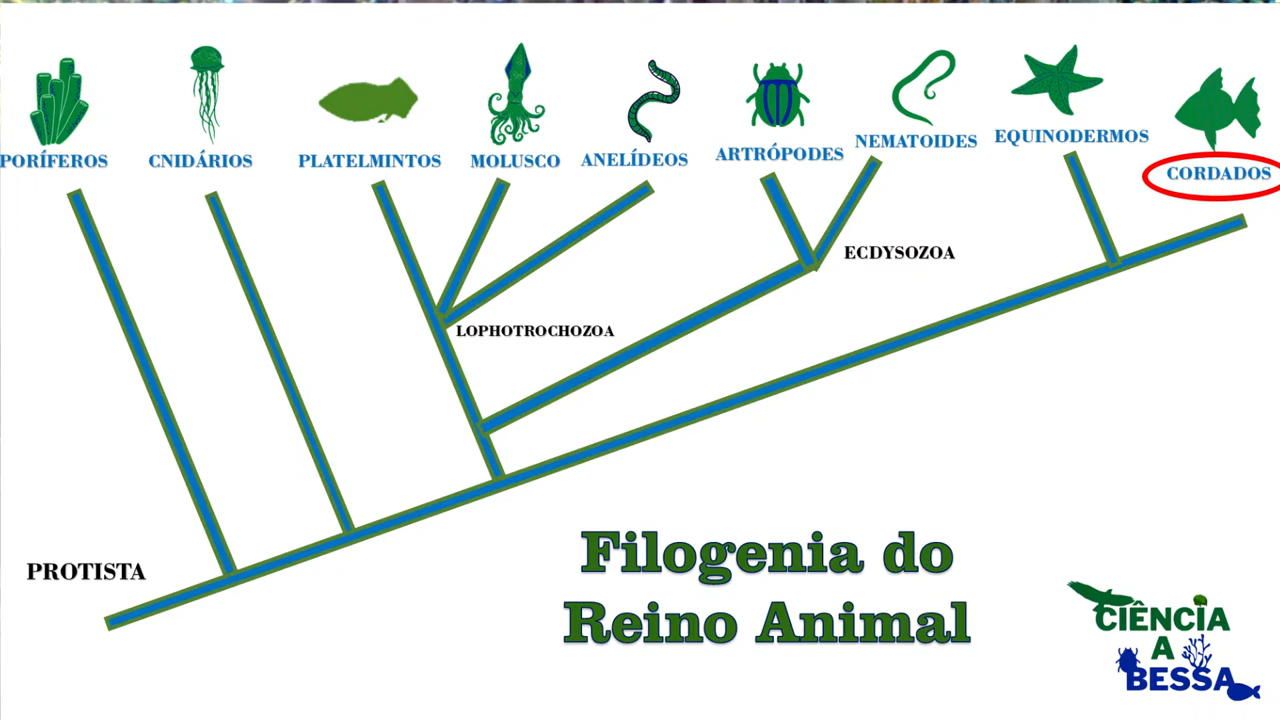 PORÍFEROS
CNIDÁRIOS
PLATELMINTOS
MOLUSCO
ANELÍDEOS
ARTRÓPODES
NEMATOIDES
EQUINODERMOS
CORDADOS
ECDYSOZOA
LOPHOTROCHOZOA
PROTISTA
Filogenia do
Reino Animal
CIÊNCIA
A
BESSA